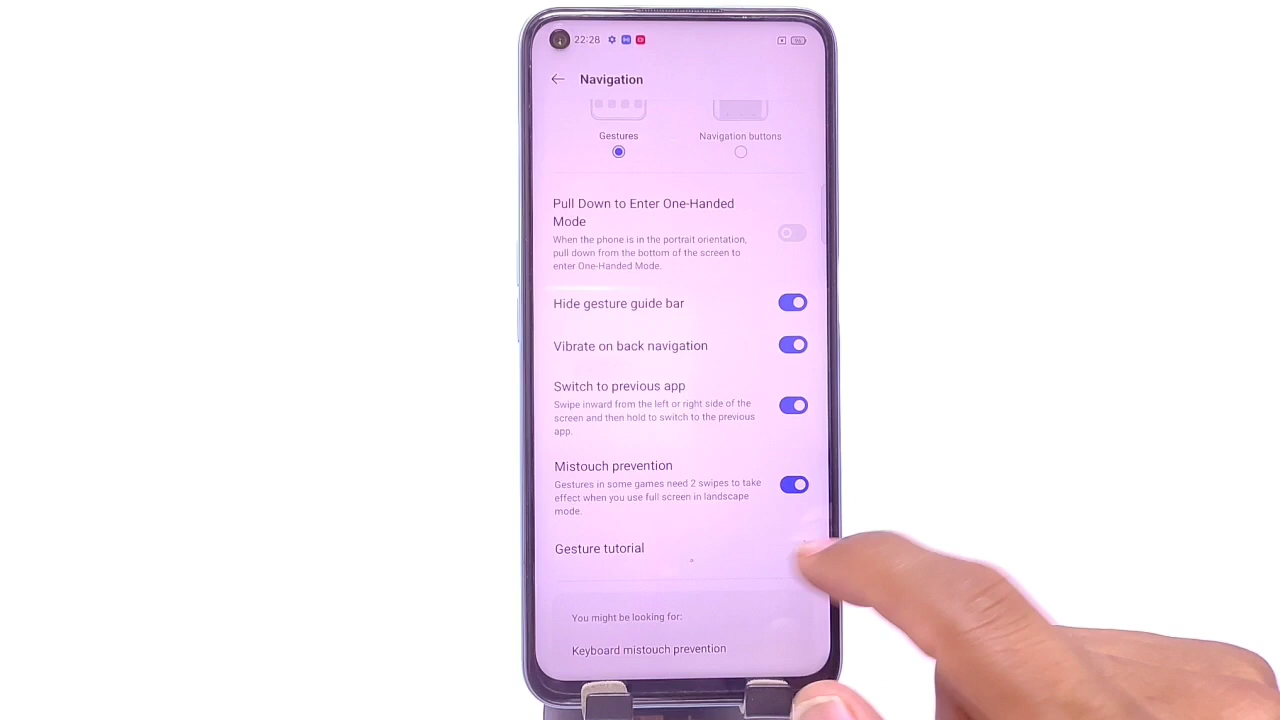 22:28
Navigation
Gestures
Navigation buttons
Pull Down to Enter One-Handed
Mode
When the phone is in the portrait orientation,
pull down from the bottom of the screen to
enter One-Handed Mode.
Hide gesture guide bar
Vibrate on back navigation
Switch to previous app
Swipe inward from the left or right side of the
screen and then hold to switch to the previous
app.
Mistouch prevention
Gestures in some games need 2 swipes to take
effect when you use full screen in landscape
mode.
Gesture tutorial
You might be looking for:
Keyboard mistouch prevention